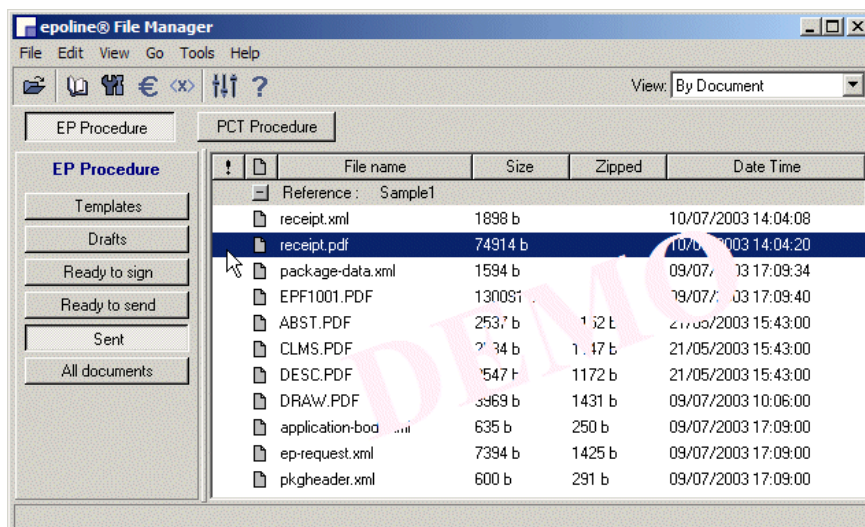 epoline® File Manager
File Edit View Go Tools Help
View: By Document
EP Procedure PCT Procedure
EP Procedure
Templates
Drafts
Ready to sign
Ready to send
Sent
All documents
! File name Size Zipped Date Time
Reference : Sample1
receipt.xml 1898 b 10/07/2003 14:04:08
receipt.pdf 74914 b 14:04:20
package-data.xml 1594 b 17:09:34
EPF1001.PDF 17:09:40
ABST.PDF 21/05/2003 15:43:00
CLMS.PDF 21/05/2003 15:43:00
DESC.PDF 1172 b 21/05/2003 15:43:00
DRAW.PDF 3969 b 1431 b 09/07/2003 10:06:00
635 b 250 b 09/07/2003 17:09:00
ep-request.xml 7394 b 1425 b 09/07/2003 17:09:00
pkgheader.xml 600 b 291 b 09/07/2003 17:09:00
DEMO